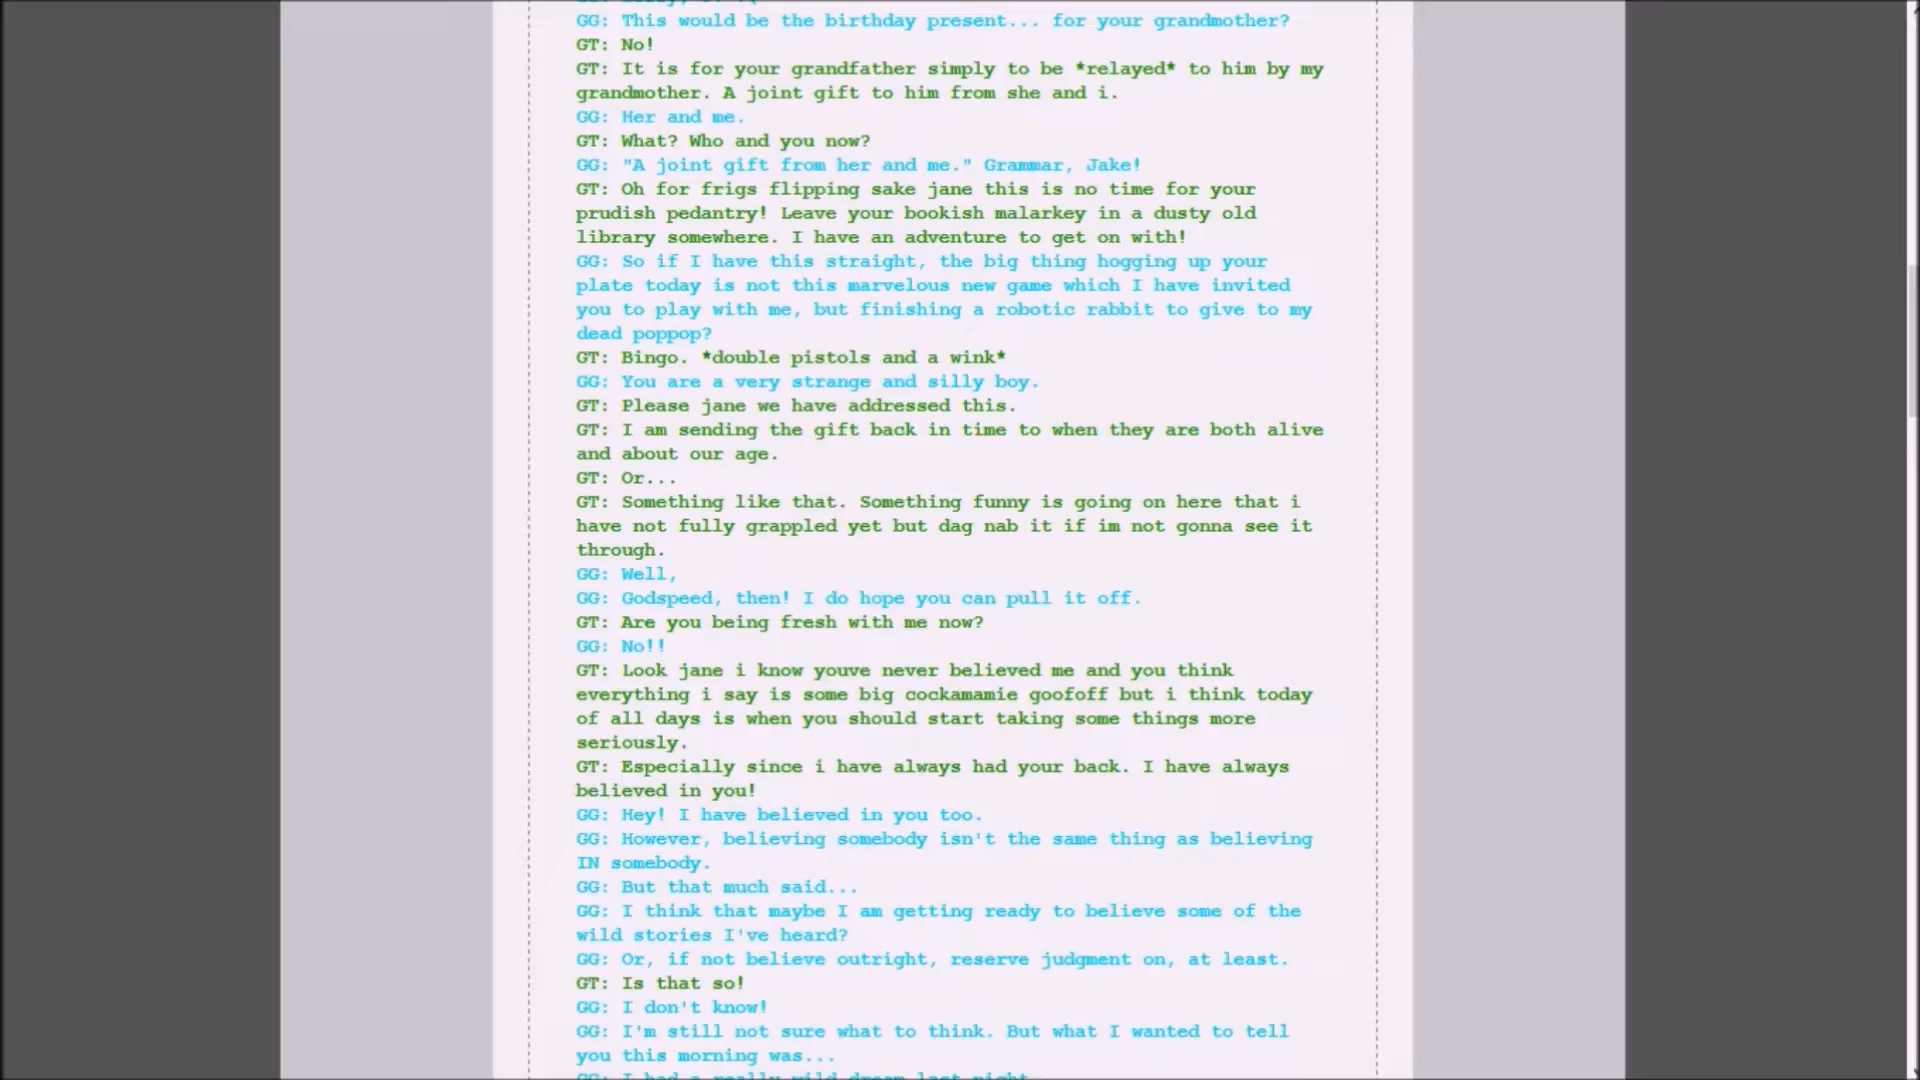 GG: This would be the birthday present... for your grandmother?
GT: No!
GT: It is for your grandfather simply to be *relayed* to him by my
grandmother. A joint gift to him from she and i.
GG: Her and me.
GT: What? Who and you now?
GG: "A joint gift from her and me." Grammar, Jake!
GT: Oh for frigs flipping sake jane this is no time for your
prudish pedantry! Leave your bookish malarkey in a dusty old
library somewhere. I have an adventure to get on with!
GG: So if I have this straight, the big thing hogging up your
plate today is not this marvelous new game which I have invited
you to play with me, but finishing a robotic rabbit to give to my
dead poppop?
GT: Bingo. *double pistols and a wink*
GG: You are a very strange and silly boy.
GT: Please jane we have addressed this.
GT: I am sending the gift back in time to when they are both alive
and about our age.
GT: Or...
GT: Something like that. Something funny is going on here that i
have not fully grappled yet but dag nab it if im not gonna see it
through.
GG: Well,
GG: Godspeed, then! I do hope you can pull it off.
GT: Are you being fresh with me now?
GG: No!!
GT: Look jane i know youve never believed me and you think
everything i say is some big cockamamie goofoff but i think today
of all days is when you should start taking some things more
seriously.
GT: Especially since i have always had your back. I have always
believed in you!
GG: Hey! I have believed in you too.
GG: However, believing somebody isn't the same thing as believing
IN somebody.
GG: But that much said...
GG: I think that maybe I am getting ready to believe some of the
wild stories I've heard?
GG: Or, if not believe outright, reserve judgment on, at least.
GT: Is that so!
GG: I don't know!
GG: I'm still not sure what to think. But what I wanted to tell
you this morning was...
GG: I had a really wild dream last night